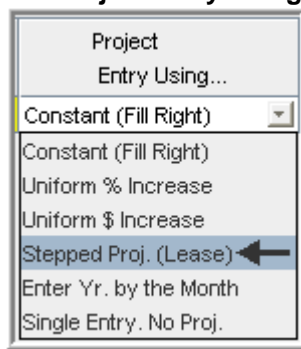 Project
Entry Using...
Constant (Fill Right)
Constant (Fill Right)
Uniform % Increase
Uniform $ Increase
Stepped Proj. (Lease)
Enter Yr. by the Month
Single Entry. No Proj.